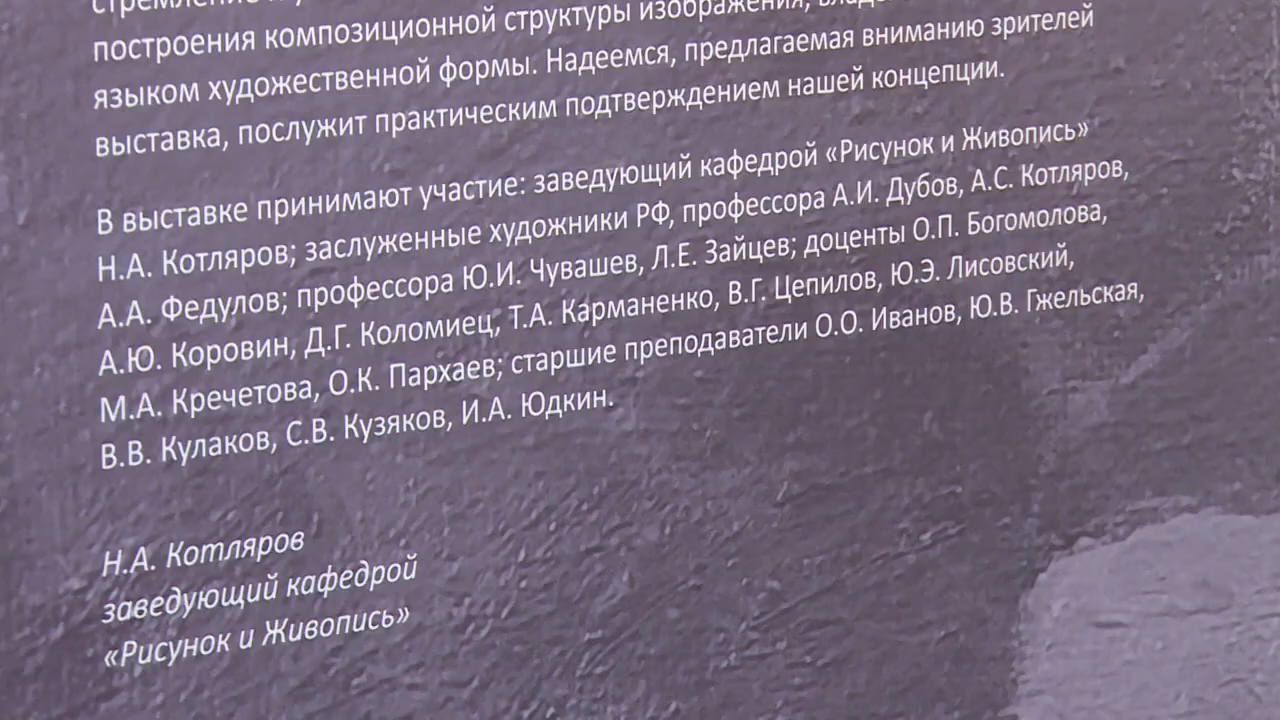 построения композиционной структуры изображения,
языком художественной формы. Надеемся, предлагаемая вниманию зрителей
выставка, послужит практическим подтверждением нашей концепции.
В выставке принимают участие: заведующий кафедрой «Рисунок и Живопись»
Н.А. Котляров; заслуженные художники РФ, профессора А.И. Дубов, А.С. Котляров,
А.А. Федулов; профессора Ю.И. Чувашев, Л.Е. Зайцев; доценты О.П. Богомолова,
А.Ю. Коровин, Д.Г. Коломиец, Т.А. Карманенко, В.Г. Цепилов, Ю.Э. Лисовский,
М.А. Кречетова, О.К. Пархаев; старшие преподаватели О.О. Иванов, Ю.В. Гжельская,
В.В. Кулаков, С.В. Кузяков, И.А. Юдкин.
Н.А. Котляров
заведующий кафедрой
«Рисунок и Живопись»